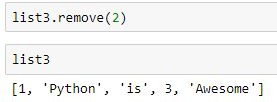 list3.remove(2)
list3
[1, 'Python', 'is', 3, 'Awesome']